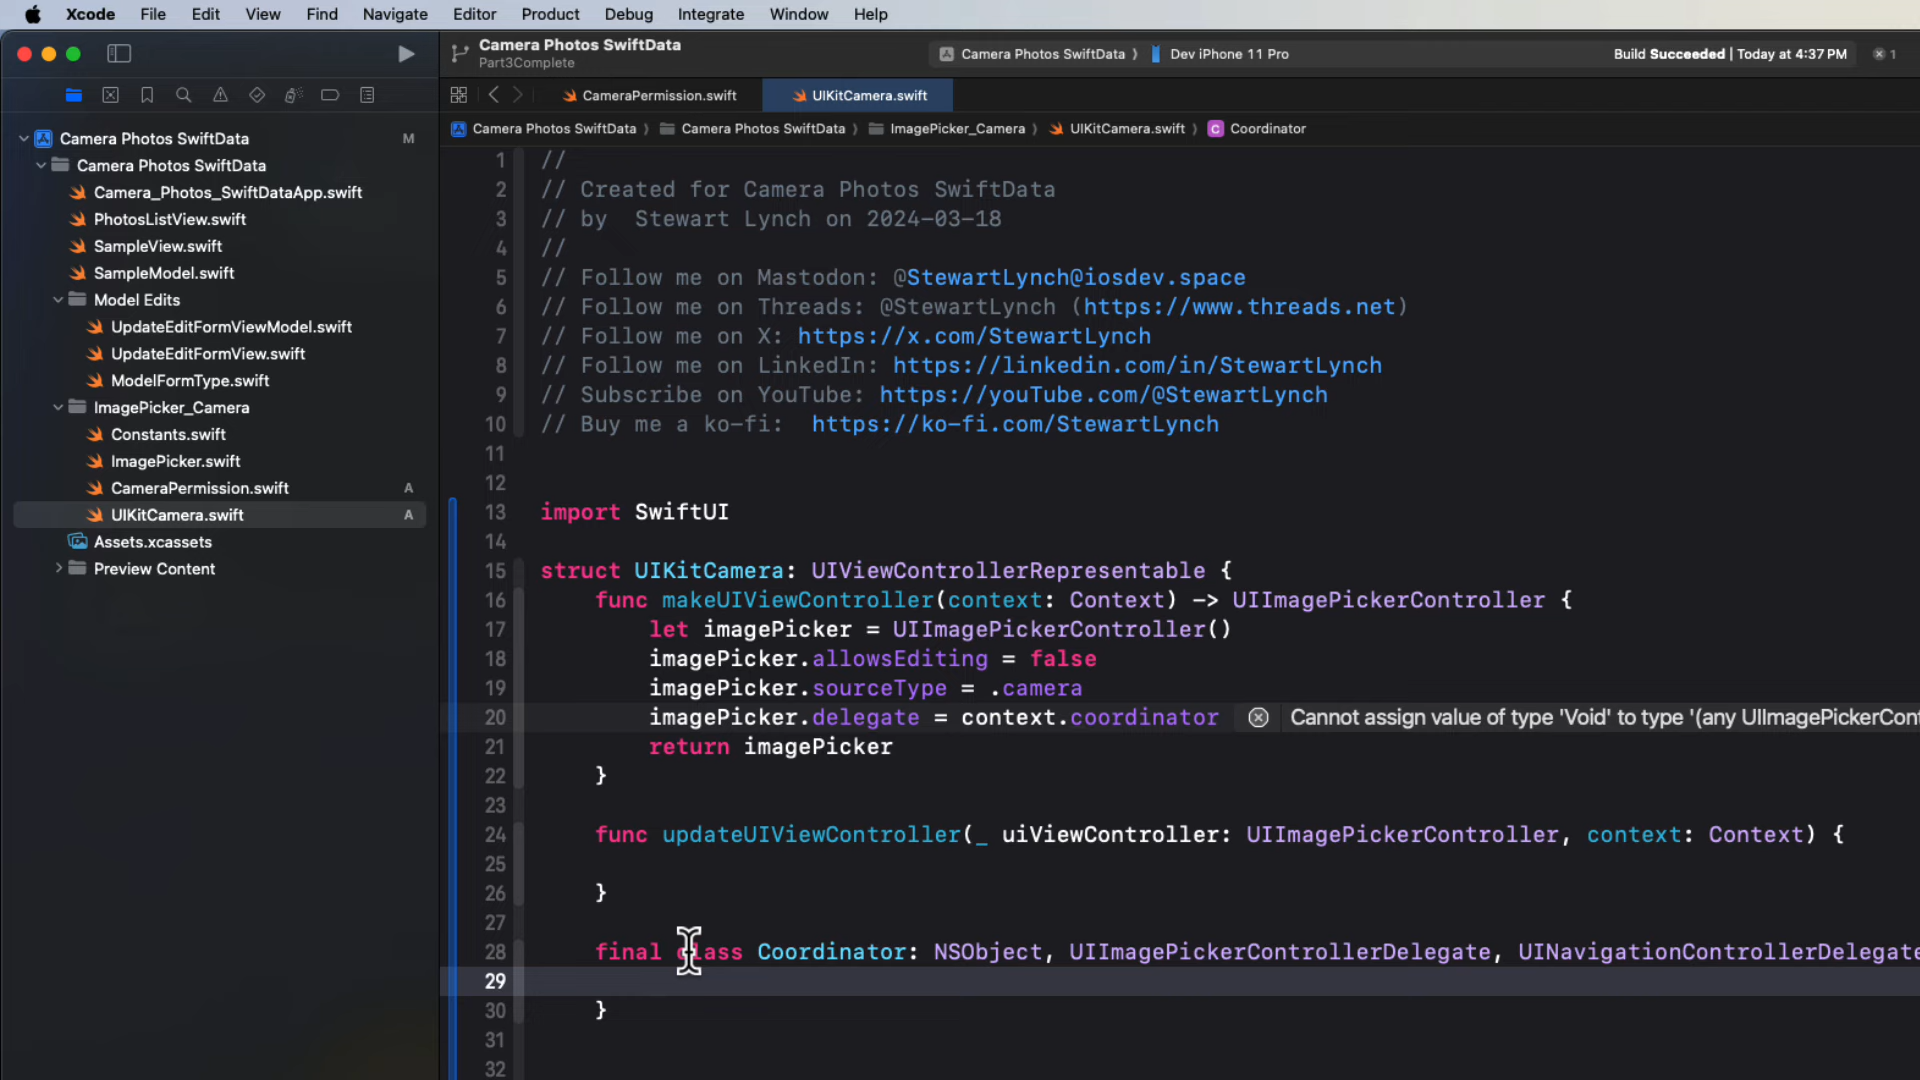 Xcode File Edit View Find Navigate Editor Product Debug Integrate Window Help
Camera Photos SwiftData
Part3Complete
Camera Photos SwiftData 〉 Dev iPhone 11 Pro
Build Succeeded | Today at 4:37 PM
1
CameraPermission.swift
UIKitCamera.swift
Camera Photos SwiftData 〉 Camera Photos SwiftData 〉 ImagePicker_Camera 〉 UIKitCamera.swift 〉 C Coordinator
Camera Photos SwiftData M
Camera Photos SwiftData
Camera_Photos_SwiftDataApp.swift
PhotosListView.swift
SampleView.swift
SampleModel.swift
Model Edits
UpdateEditFormViewModel.swift
UpdateEditFormView.swift
ModelFormType.swift
ImagePicker_Camera
Constants.swift
ImagePicker.swift
CameraPermission.swift A
UIKitCamera.swift A
Assets.xcassets
Preview Content
1 //
2 // Created for Camera Photos SwiftData
3 // by  Stewart Lynch on 2024-03-18
4 //
5 // Follow me on Mastodon: @StewartLynch@iosdev.space
6 // Follow me on Threads: @StewartLynch (https://www.threads.net)
7 // Follow me on X: https://x.com/StewartLynch
8 // Follow me on LinkedIn: https://linkedin.com/in/StewartLynch
9 // Subscribe on YouTube: https://youTube.com/@StewartLynch
10 // Buy me a ko-fi:  https://ko-fi.com/StewartLynch
11
12
13 import SwiftUI
14
15 struct UIKitCamera: UIViewControllerRepresentable {
16     func makeUIViewController(context: Context) -> UIImagePickerController {
17         let imagePicker = UIImagePickerController()
18         imagePicker.allowsEditing = false
19         imagePicker.sourceType = .camera
20         imagePicker.delegate = context.coordinator Cannot assign value of type 'Void' to type '(any UIImagePickerCont
21         return imagePicker
22     }
23
24     func updateUIViewController(_ uiViewController: UIImagePickerController, context: Context) {
25
26     }
27
28     final class Coordinator: NSObject, UIImagePickerControllerDelegate, UINavigationControllerDelegate
29
30     }
31
32